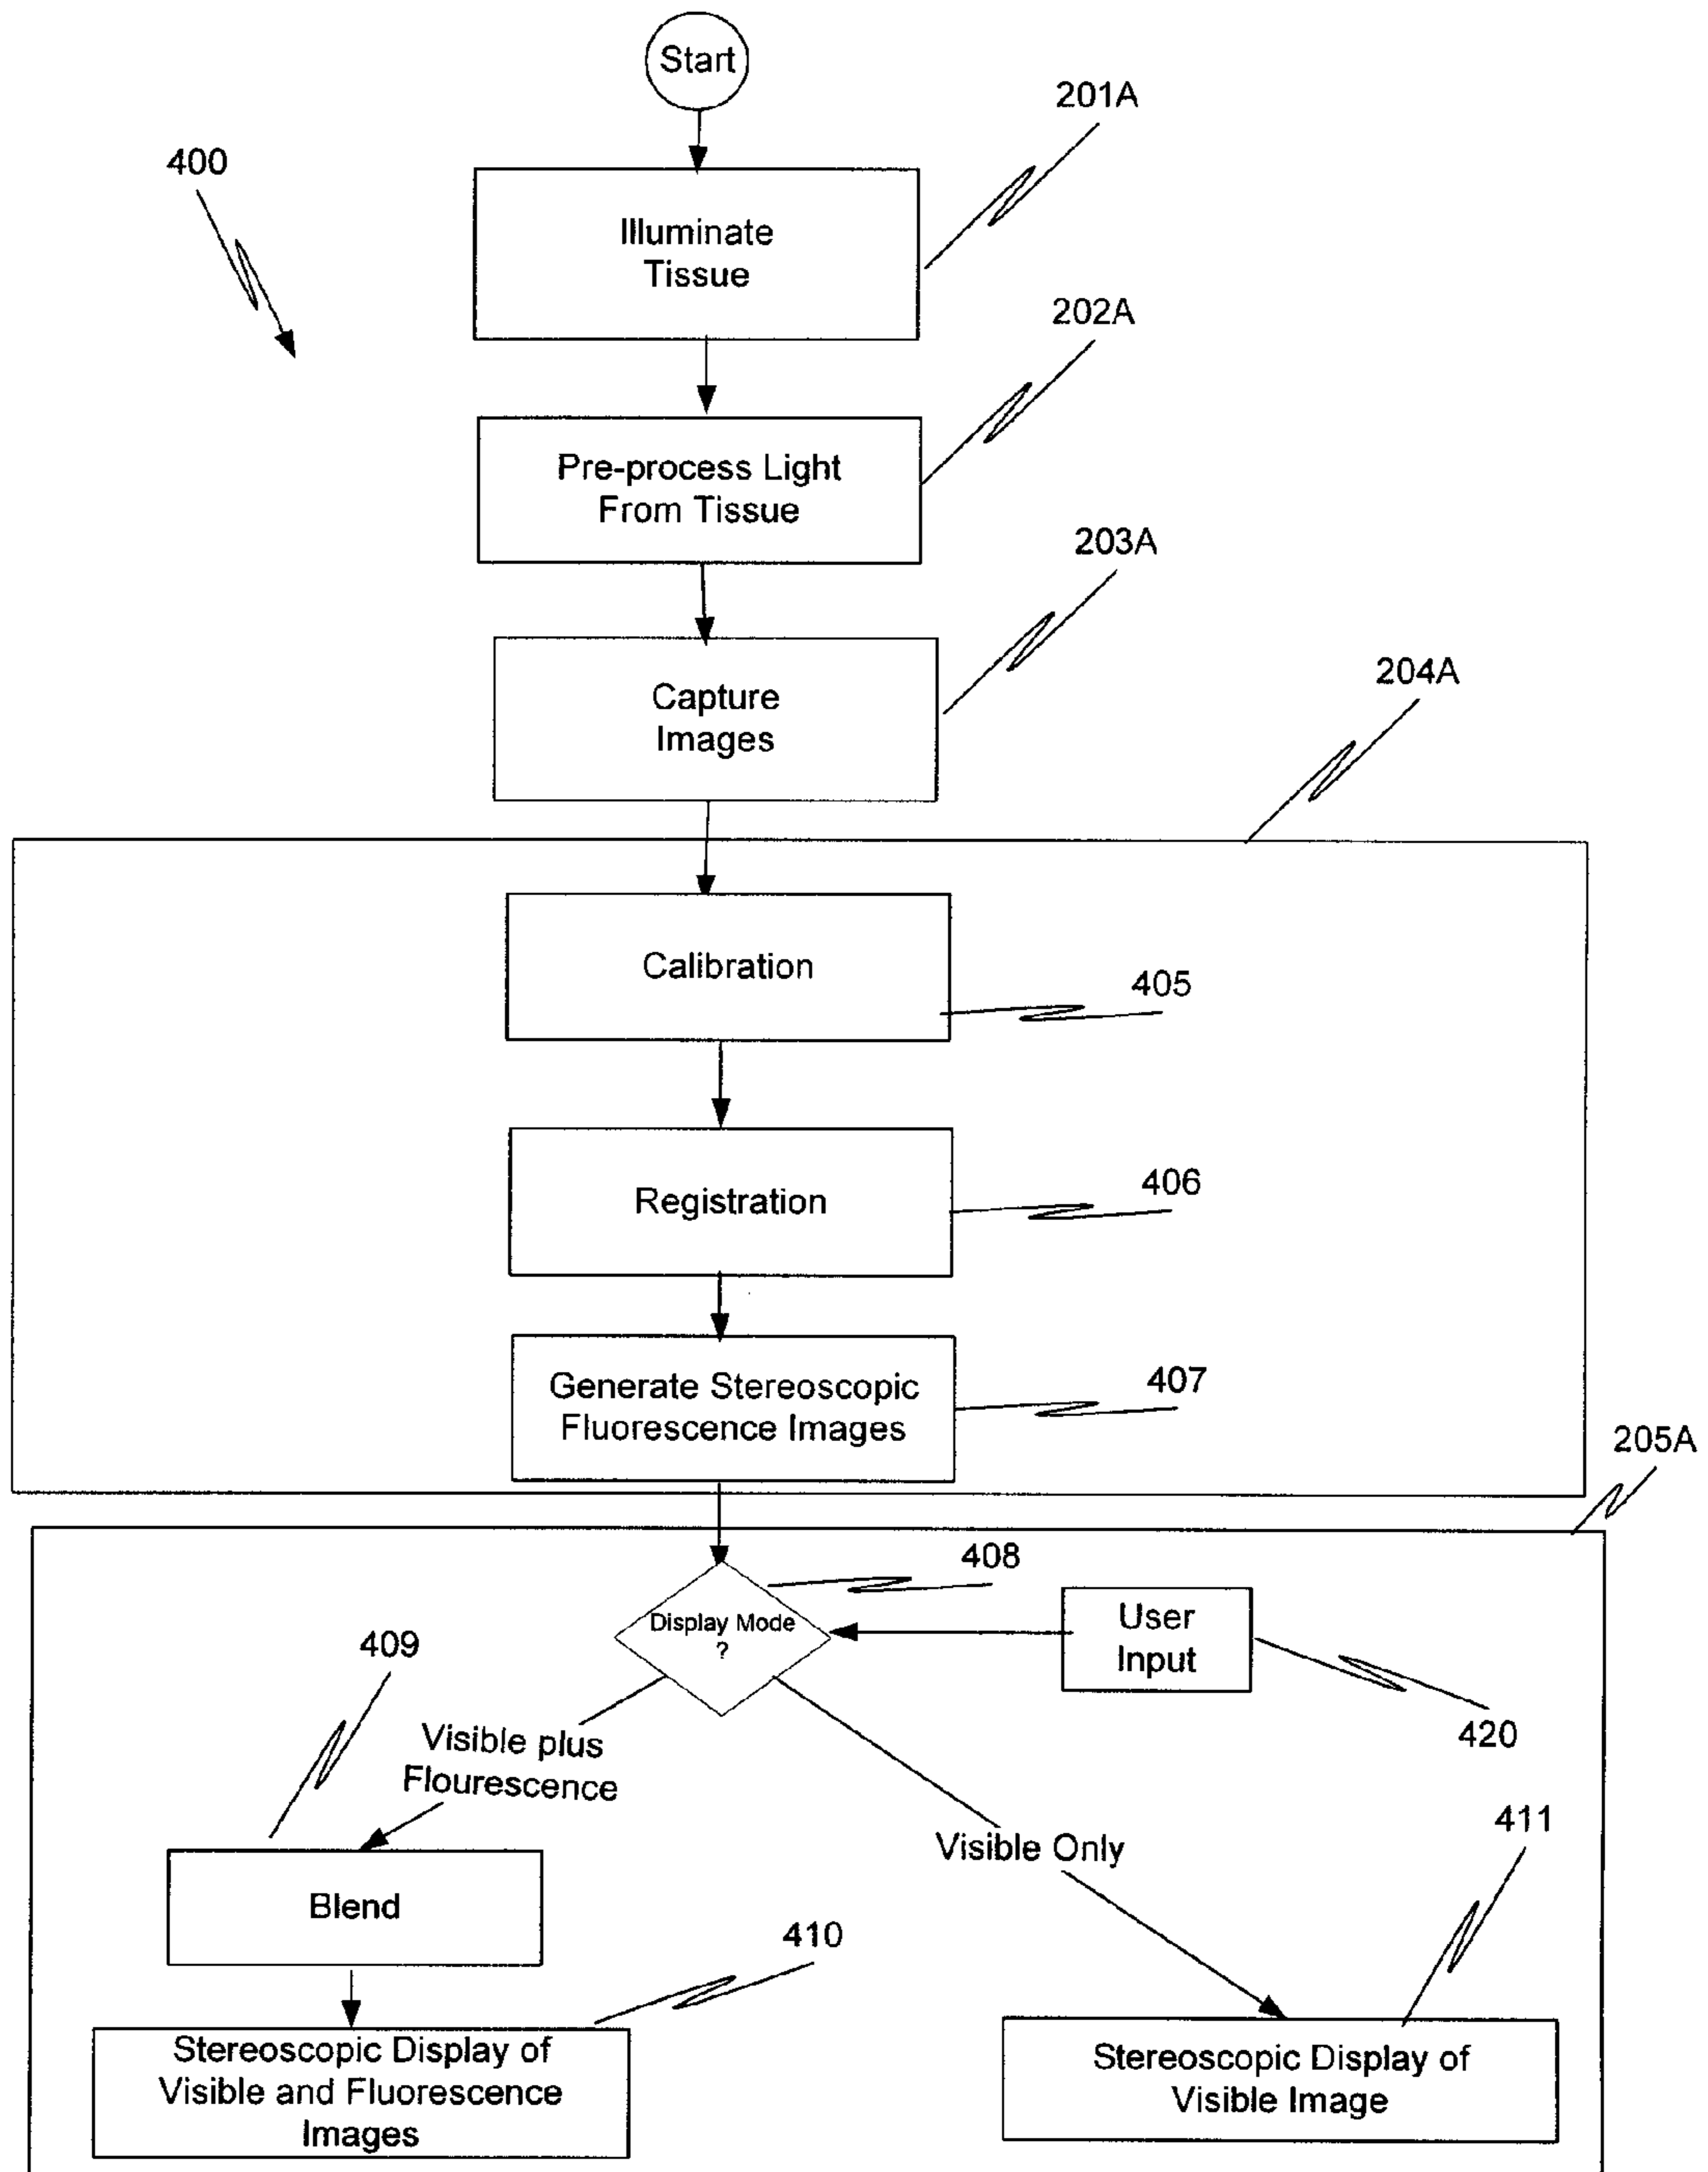 Start
201A
400
Illuminate
Tissue
202A
Pre-process Light
From Tissue
203A
Capture
Images
204A
Calibration
405
Registration
406
Generate Stereoscopic
Fluorescence Images
407
205A
408
Display Mode
?
User
Input
420
409
Visible plus
Flourescence
Visible Only
411
Blend
410
Stereoscopic Display of
Visible and Fluorescence
Images
Stereoscopic Display of
Visible Image